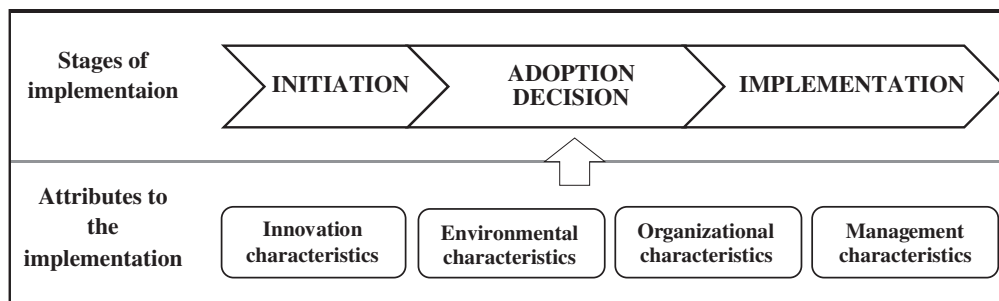 Stages of
implementaion
INITIATION
ADOPTION
DECISION
IMPLEMENTATION
Attributes to
the
implementation
Innovation
characteristics
Environmental
characteristics
Organizational
characteristics
Management
characteristics